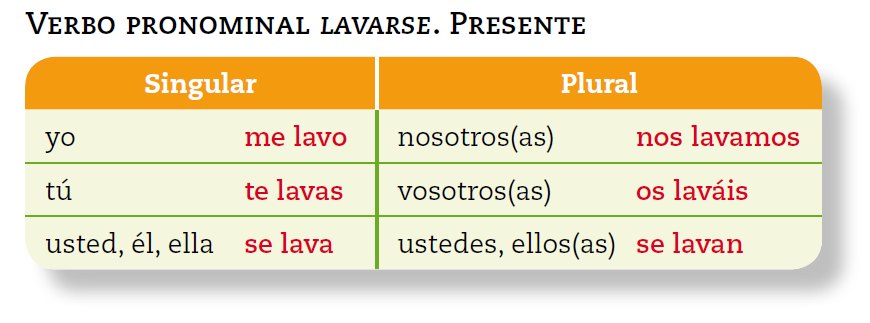 VERBO PRONOMINAL LAVARSE. PRESENTE
Singular Plural
yo me lavo nosotros(as) nos lavamos
tú te lavas vosotros(as) os laváis
usted, él, ella se lava ustedes, ellos(as) se lavan